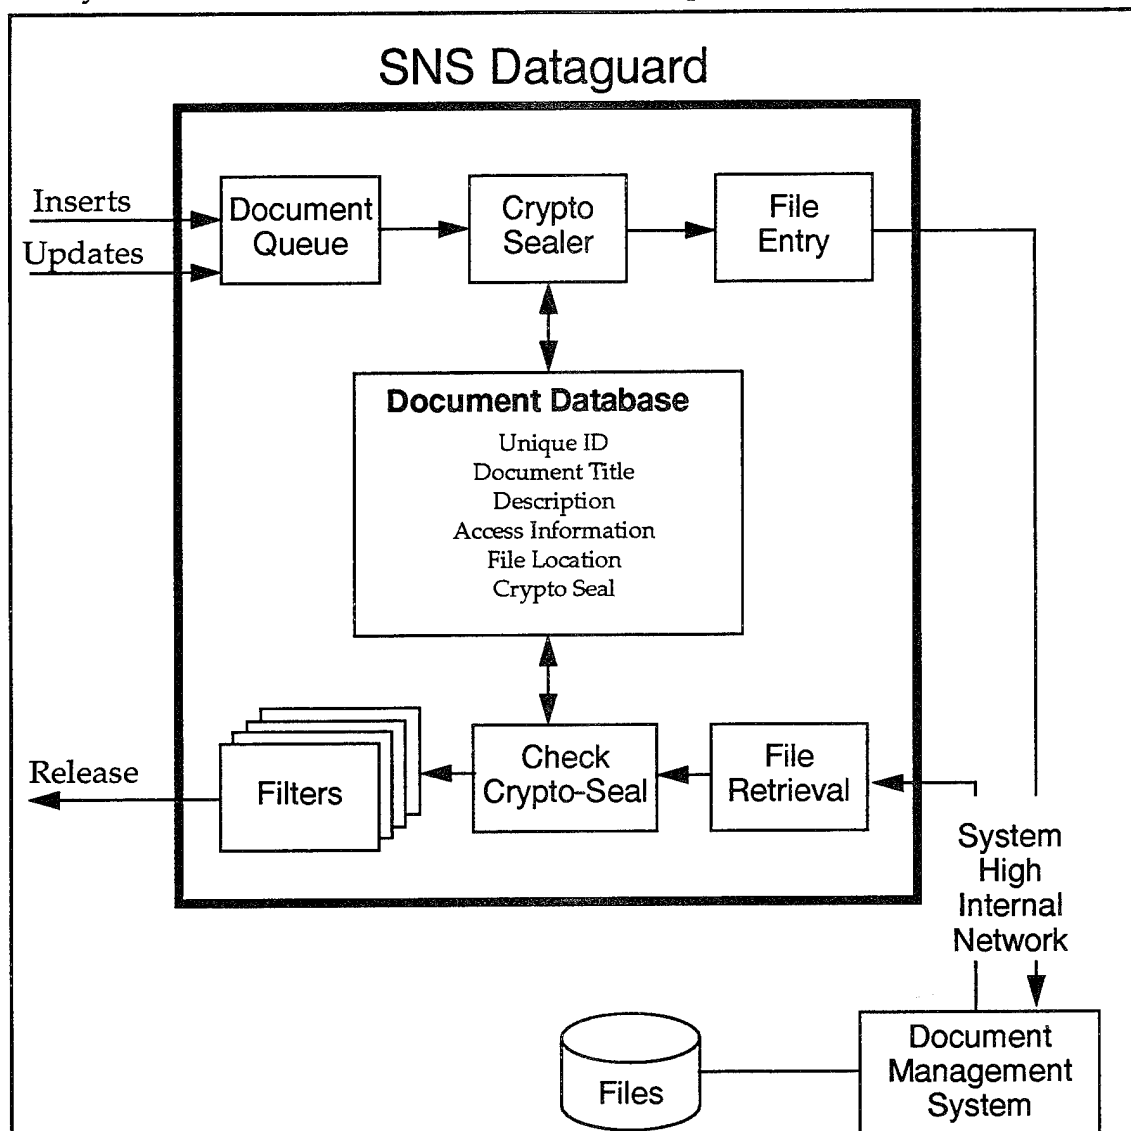 SNS Dataguard
Inserts
Updates
Document
Queue
Crypto
Sealer
File
Entry
Document Database
Unique ID
Document Title
Description
Access Information
File Location
Crypto Seal
Release
Filters
Check
Crypto-Seal
File
Retrieval
System
High
Internal
Network
Files
Document
Management
System